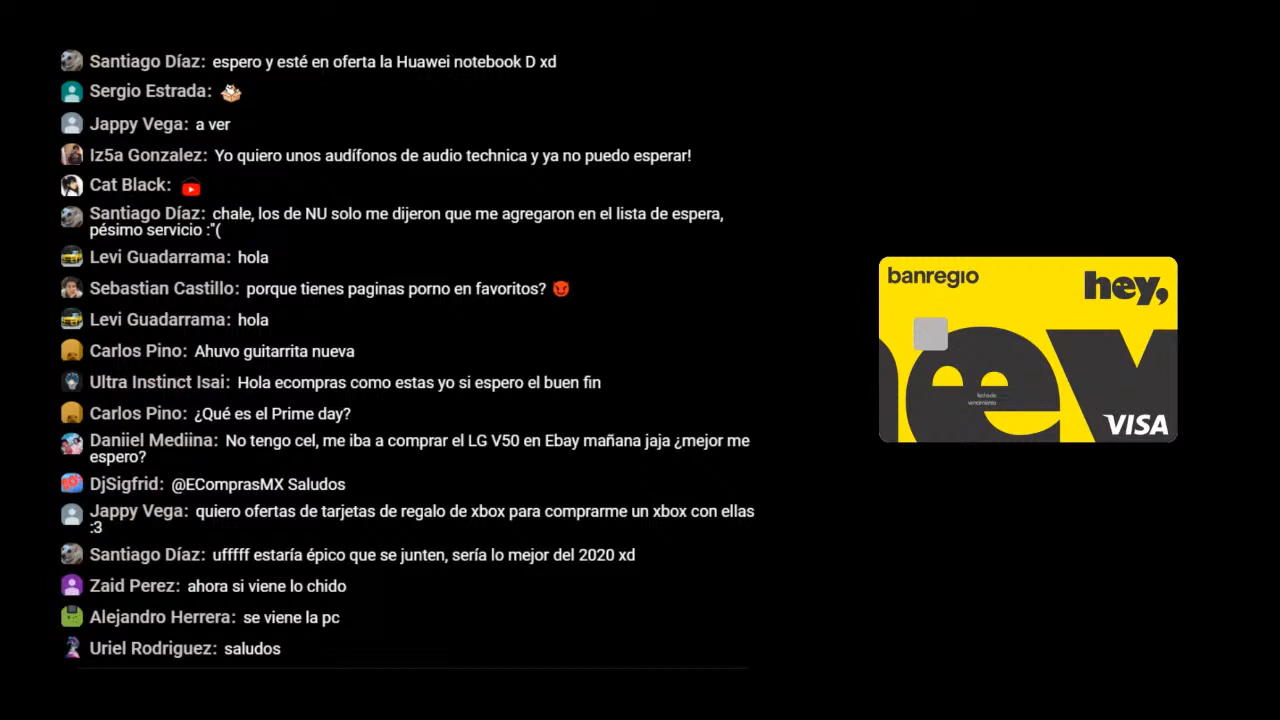 Santiago Díaz: espero y esté en oferta la Huawei notebook D xd
Sergio Estrada:
Jappy Vega: a ver
Iz5a Gonzalez: Yo quiero unos audífonos de audio technica y ya no puedo esperar!
Cat Black:
Santiago Díaz: chale, los de NU solo me dijeron que me agregaron en el lista de espera,
pésimo servicio :"(
Levi Guadarrama: hola
Sebastian Castillo: porque tienes paginas porno en favoritos? 😈
Levi Guadarrama: hola
Carlos Pino: Ahuvo guitarrita nueva
Ultra Instinct Isai: Hola ecompras como estas yo si espero el buen fin
Carlos Pino: ¿Qué es el Prime day?
Daniiel Mediina: No tengo cel, me iba a comprar el LG V50 en Ebay mañana jaja ¿mejor me
espero?
DjSigfrid: @EComprasMX Saludos
Jappy Vega: quiero ofertas de tarjetas de regalo de xbox para comprarme un xbox con ellas
:3
Santiago Díaz: ufffff estaría épico que se junten, sería lo mejor del 2020 xd
Zaid Perez: ahora si viene lo chido
Alejandro Herrera: se viene la pc
Uriel Rodriguez: saludos
banregio
hey,
hey
fecha de
vencimiento
VISA